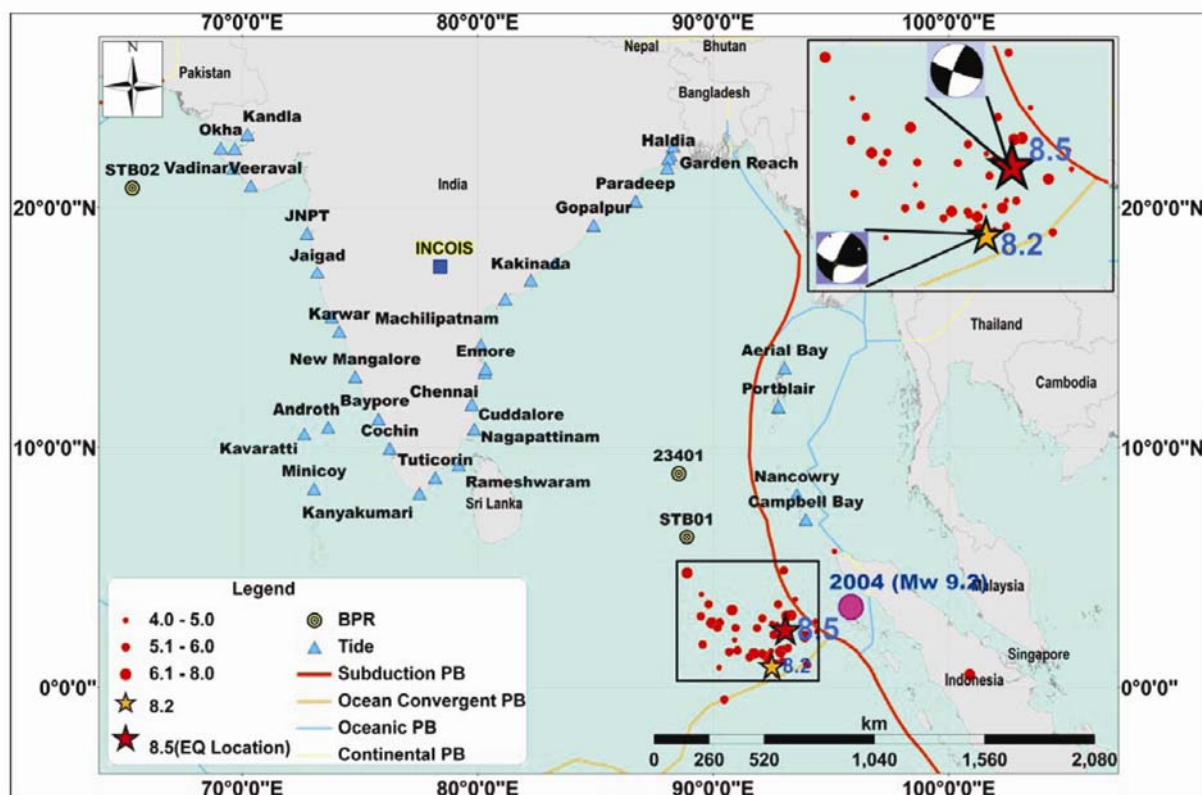 70°0'0"E 80°0'0"E 90°0'0"E 100°0'0"E
N
Nepal Bhutan
Pakistan
Bangladesh
Kandla
Okha
STB02
Vadinar Veeraval
Haldia
Garden Reach
8.5
India
Paradeep
20°0'0"N 20°0'0"N
Gopalpur
JNPT
INCOIS
8.2
Jaigad
Kakinada
Karwar
Machilipatnam
Thailand
New Mangalore
Ennore
Aerial Bay
Androth
Baypore
Chennai
Portblair
Cambodia
Cuddalore
Kavaratti
Cochin
Nagapattinam
10°0'0"N 10°0'0"N
Minicoy
Tuticorin
23401
Rameshwaram
Nancowry
Kanyakumari
Sri Lanka
Campbell Bay
STB01
2004 (Mw 9.2)
Malaysia
8.5
8.2
Singapore
Indonesia
0°0'0" 0°0'0"
Legend
4.0 - 5.0
5.1 - 6.0
6.1 - 8.0
8.2
8.5(EQ Location)
BPR
Tide
Subduction PB
Ocean Convergent PB
Oceanic PB
Continental PB
km
0 260 520 1,040 1,560 2,080
70°0'0"E 80°0'0"E 90°0'0"E 100°0'0"E